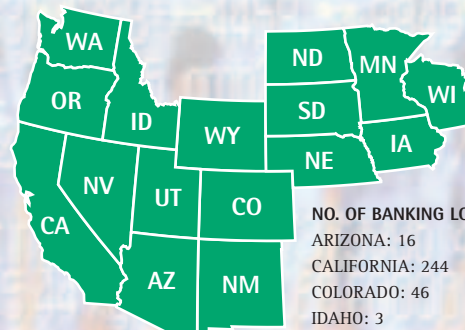 WA
OR
ID
WY
NV
UT
CO
CA
AZ
NM
ND
MN
SD
WI
NE
IA
NO. OF BANKING
ARIZONA: 16
CALIFORNIA: 244
COLORADO: 46
IDAHO: 3